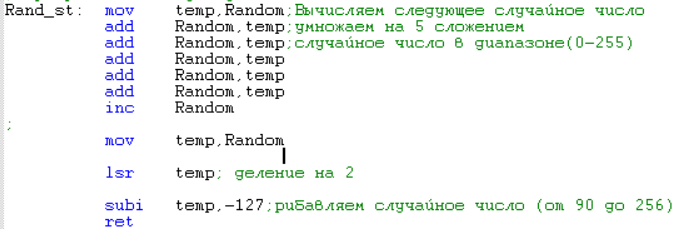 Rand_st: mov temp,Random;Вычисляем следующее случайное число
add Random,temp;умножаем на 5 сложением
add Random,temp;случайное число в диапазоне(0-255)
add Random,temp
add Random,temp
add Random,temp
inc Random
;
mov temp,Random
lsr temp; деление на 2
subi temp,-127;рибавляем случайное число (от 90 до 256)
ret